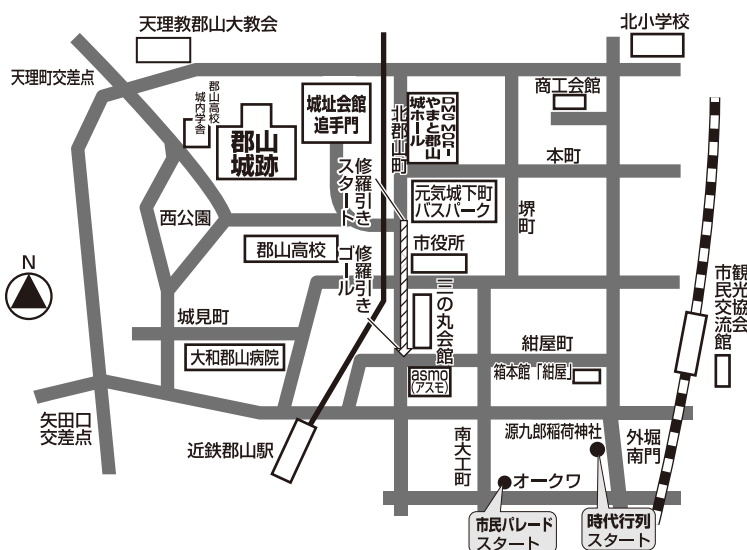 天理教郡山大教会
北小学校
天理町交差点
郡山高校
城内学舎
城址会館
追手門
郡山
城跡
北郡山町
DMG MORI
やまと郡山
城ホール
商工会館
本町
修羅引き
スタート
元気城下町
バスパーク
堺町
西公園
郡山高校
市役所
修羅引き
ゴール
N
三の丸会館
観光協会
市民交流館
城見町
大和郡山病院
紺屋町
箱本館「紺屋」
asmo
(アスモ)
矢田口
交差点
近鉄郡山駅
南大工町
源九郎稲荷神社
外堀
南門
オークワ
市民パレード
スタート
時代行列
スタート